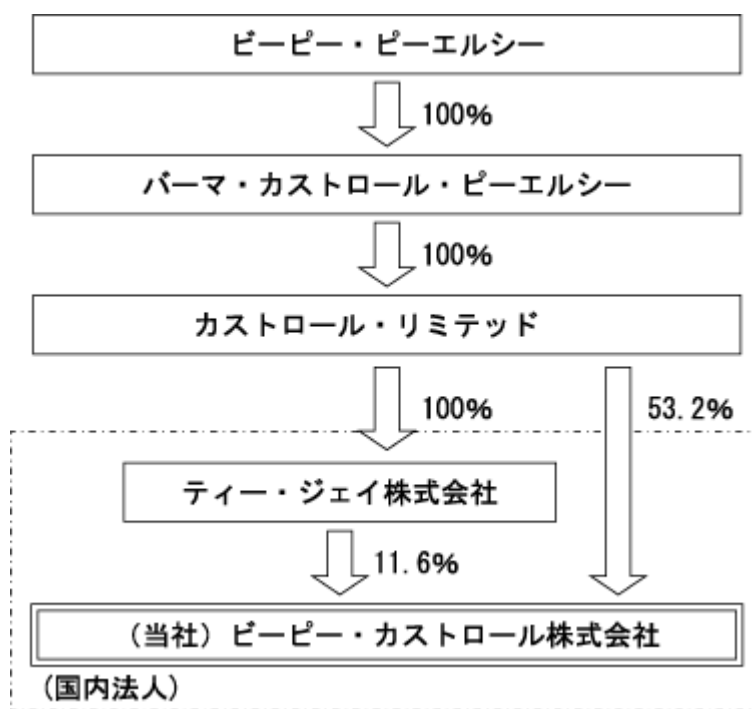 ビーピー・ピーエルシー
100%
バーマ・カストロール・ピーエルシー
100%
カストロール・リミテッド
100%
53.2%
ティー・ジェイ株式会社
11.6%
（当社）ビーピー・カストロール株式会社
（国内法人）